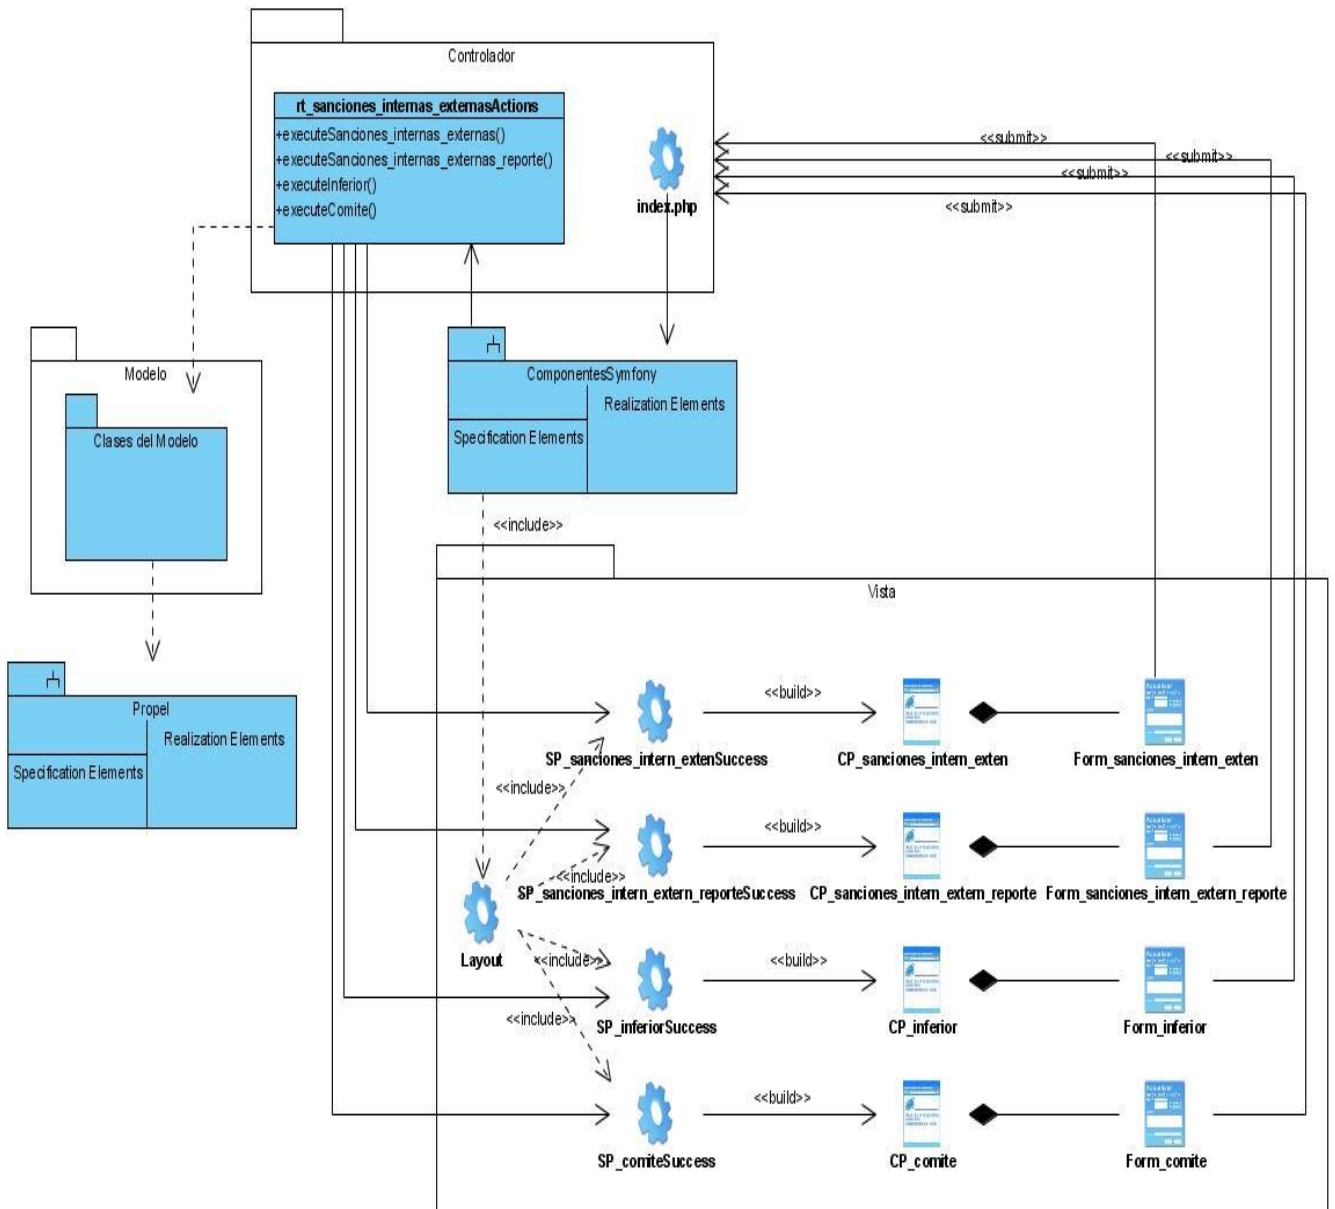 Controlador
rt_sanciones_internas_externasActions
+executeSanciones_internas_externas()
+executeSanciones_internas_externas_reporte()
+executeInferior()
+executeComite()
index.php
<<submit>>
<<submit>>
<<submit>>
<<submit>>
Modelo
Clases del Modelo
ComponentesSymfony
Realization Elements
Specification Elements
<<include>>
Propel
Realization Elements
Specification Elements
Vista
<<build>>
SP_sanciones_intern_extenSuccess
CP_sanciones_intern_exten
Form_sanciones_intern_exten
<<include>>
<<build>>
<<include>>
SP_sanciones_intern_extern_reporteSuccess
CP_sanciones_intern_extern_reporte
Form_sanciones_intern_extern_reporte
Layout
<<include>>
<<build>>
<<include>>
SP_inferiorSuccess
CP_inferior
Form_inferior
<<build>>
SP_comiteSuccess
CP_comite
Form_comite